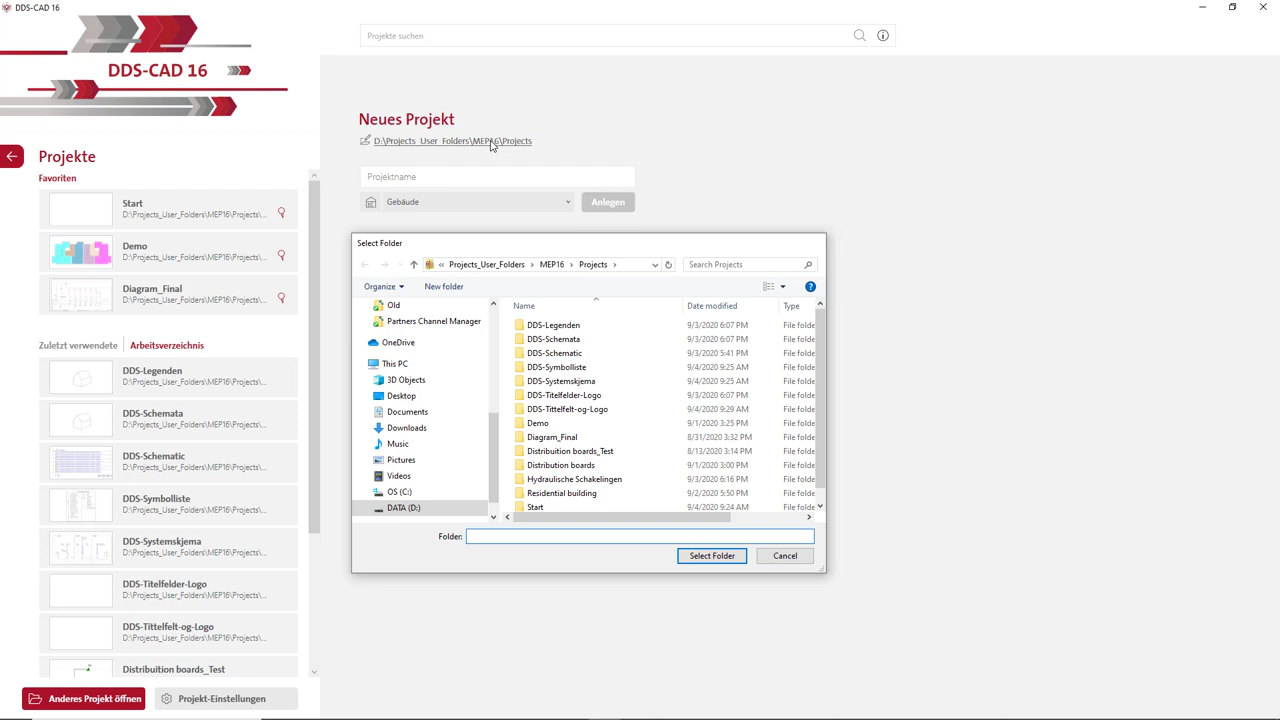 DDS-CAD 16
Projekte suchen
DDS-CAD 16
Neues Projekt
D:\Projects_User_Folders\MEP16\Projects
Projektname
Gebäude
Anlegen
Projekte
Favoriten
Start
D:\Projects_User_Folders\MEP16\Projects\...
Demo
D:\Projects_User_Folders\MEP16\Projects\...
Diagram_Final
D:\Projects_User_Folders\MEP16\Projects\...
Zuletzt verwendete
Arbeitsverzeichnis
DDS-Legenden
D:\Projects_User_Folders\MEP16\Projects\...
DDS-Schemata
D:\Projects_User_Folders\MEP16\Projects\...
DDS-Schematic
D:\Projects_User_Folders\MEP16\Projects\...
DDS-Symbolliste
D:\Projects_User_Folders\MEP16\Projects\...
DDS-Systemskjema
D:\Projects_User_Folders\MEP16\Projects\...
DDS-Titelfelder-Logo
D:\Projects_User_Folders\MEP16\Projects\...
DDS-Tittelfelt-og-Logo
D:\Projects_User_Folders\MEP16\Projects\...
Distribuition boards_Test
Anderes Projekt öffnen
Projekt-Einstellungen
Select Folder
« Projects_User_Folders › MEP16 › Projects ›
Search Projects
Organize
New folder
Old
Partners Channel Manager
OneDrive
This PC
3D Objects
Desktop
Documents
Downloads
Music
Pictures
Videos
OS (C:)
DATA (D:)
Name Date modified Type
DDS-Legenden 9/3/2020 6:07 PM File folde
DDS-Schemata 9/3/2020 6:07 PM File folde
DDS-Schematic 9/3/2020 5:41 PM File folde
DDS-Symbolliste 9/4/2020 9:25 AM File folde
DDS-Systemskjema 9/4/2020 9:25 AM File folde
DDS-Titelfelder-Logo 9/3/2020 6:07 PM File folde
DDS-Tittelfelt-og-Logo 9/4/2020 9:29 AM File folde
Demo 9/1/2020 3:25 PM File folde
Diagram_Final 8/31/2020 3:32 PM File folde
Distribuition boards_Test 8/13/2020 3:14 PM File folde
Distribution boards 9/1/2020 3:00 PM File folde
Hydraulische Schakelingen 9/3/2020 6:16 PM File folde
Residential building 9/2/2020 5:50 PM File folde
Start 9/4/2020 9:24 AM File folde
Folder:
Select Folder
Cancel